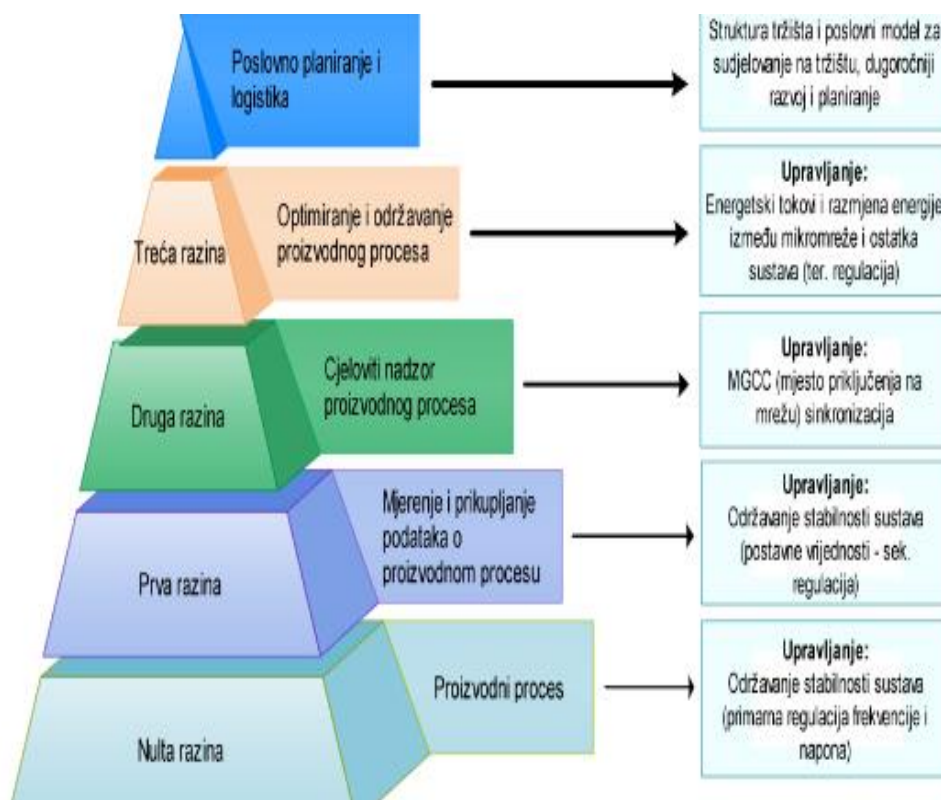 Poslovno planiranje i
logistika
Struktura tržišta i poslovni model za
sudjelovanje na tržištu, dugoročniji
razvoj i planiranje
Treća razina
Optimiranje i održavanje
proizvodnog procesa
Upravljanje:
Energetski tokovi i razmjena energije
između mikromreže i ostatka
sustava (ter. regulacija)
Druga razina
Cjeloviti nadzor
proizvodnog procesa
Upravljanje:
MGCC (mjesto priključenja na
mrežu) sinkronizacija
Prva razina
Mjerenje i prikupljanje
podataka o
proizvodnom procesu
Upravljanje:
Održavanje stabilnosti sustava
(postavne vrijednosti - sek.
regulacija)
Nulta razina
Proizvodni proces
Upravljanje:
Održavanje stabilnosti sustava
(primarna regulacija frekvencije i
napona)